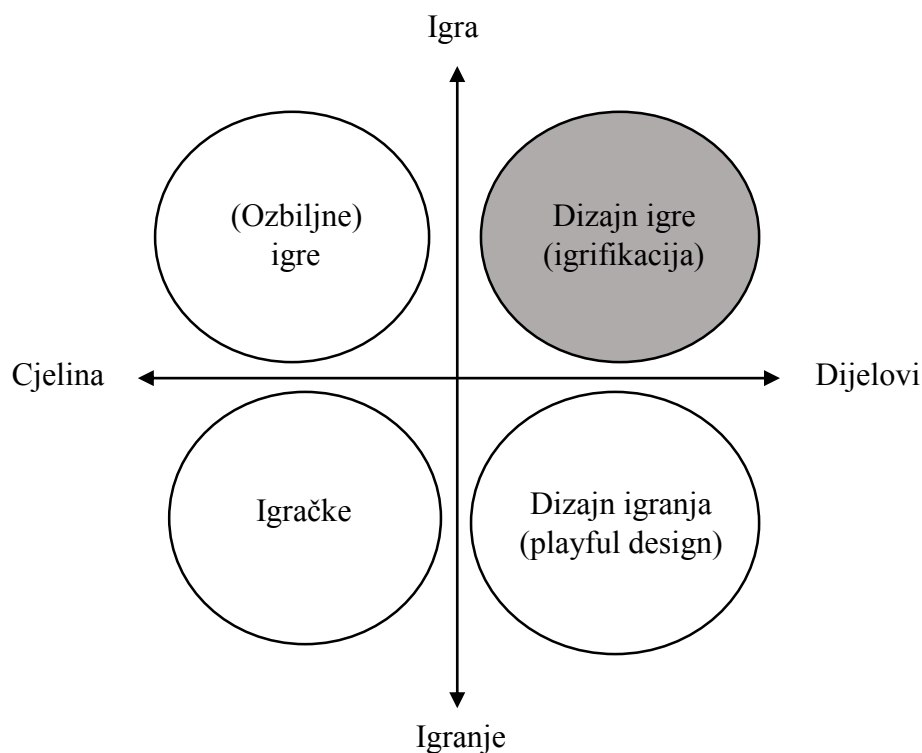 Igra
(Ozbiljne)
igre
Dizajn igre
(igrifikacija)
Cjelina
Dijelovi
Igračke
Dizajn igranja
(playful design)
Igranje